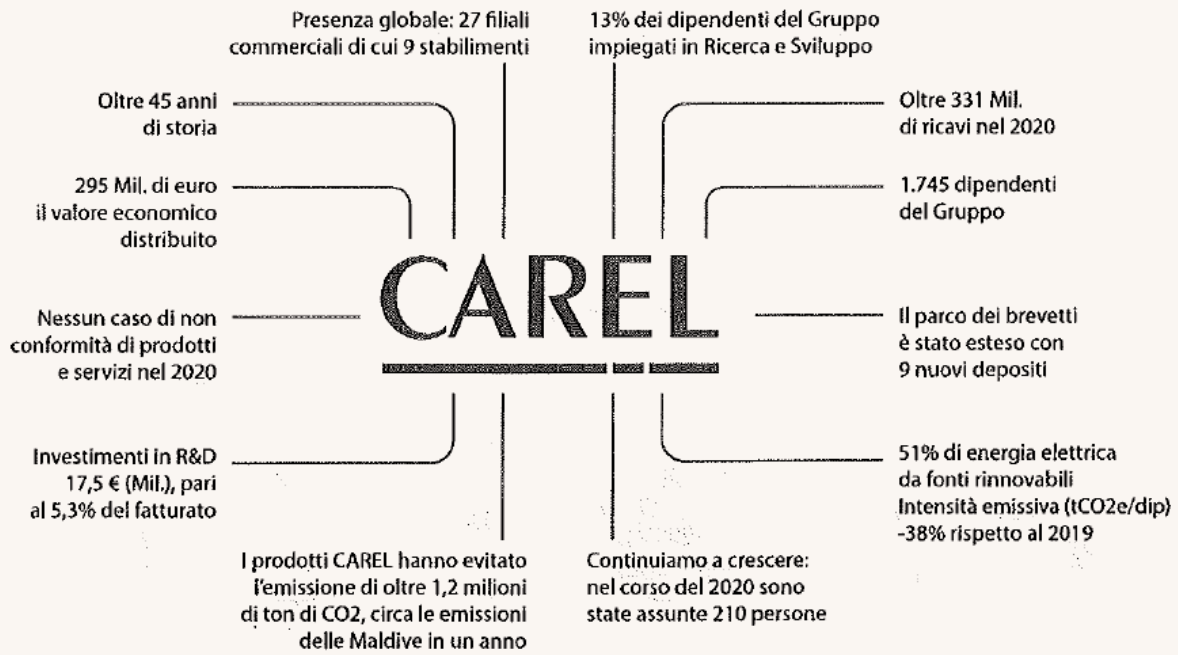 Presenza globale: 27 filiali
commerciali di cui 9 stabilimenti
13% dei dipendenti del Gruppo
impiegati in Ricerca e Sviluppo
Oltre 45 anni
di storia
Oltre 331 Mil.
di ricavi nel 2020
295 Mil. di euro
il valore economico
distribuito
1.745 dipendenti
del Gruppo
CAREL
Nessun caso di non
conformità di prodotti
e servizi nel 2020
Il parco dei brevetti
è stato esteso con
9 nuovi depositi
Investimenti in R&D
17,5 € (Mil.), pari
al 5,3% del fatturato
51% di energia elettrica
da fonti rinnovabili
Intensità emissiva (tCO2e/dip)
-38% rispetto al 2019
I prodotti CAREL hanno evitato
l'emissione di oltre 1,2 milioni
di ton di CO2, circa le emissioni
delle Maldive in un anno
Continuiamo a crescere:
nel corso del 2020 sono
state assunte 210 persone